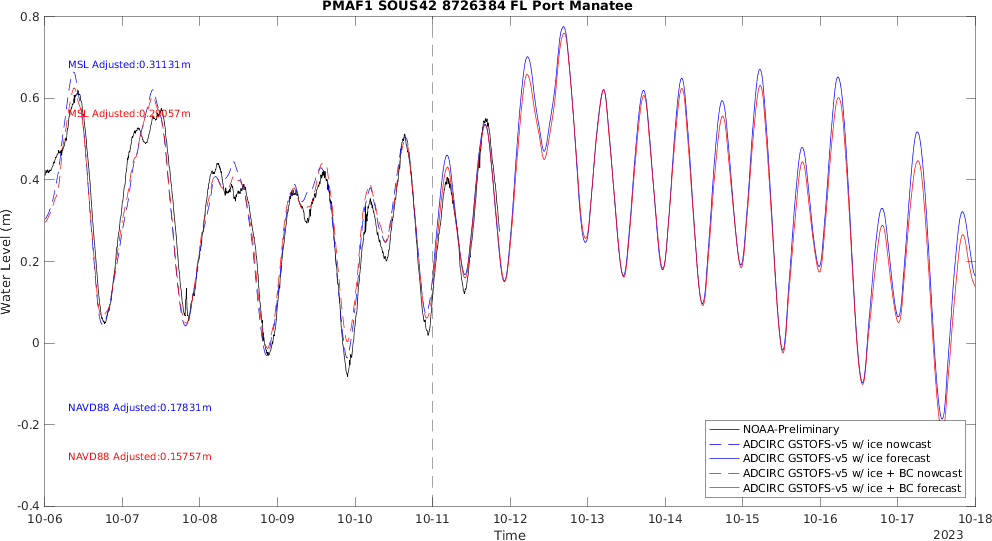 PMAF1 SOUS42 8726384 FL Port Manatee
Water Level (m)
0.8
0.6
0.4
0.2
0
-0.2
-0.4
MSL Adjusted:0.31131m
MSL Adjusted:0.29057m
NAVD88 Adjusted:0.17831m
NAVD88 Adjusted:0.15757m
NOAA-Preliminary
ADCIRC GSTOFS-v5 w/ ice nowcast
ADCIRC GSTOFS-v5 w/ ice forecast
ADCIRC GSTOFS-v5 w/ ice + BC nowcast
ADCIRC GSTOFS-v5 w/ ice + BC forecast
10-06 10-07 10-08 10-09 10-10 10-11 10-12 10-13 10-14 10-15 10-16 10-17 10-18
Time
2023